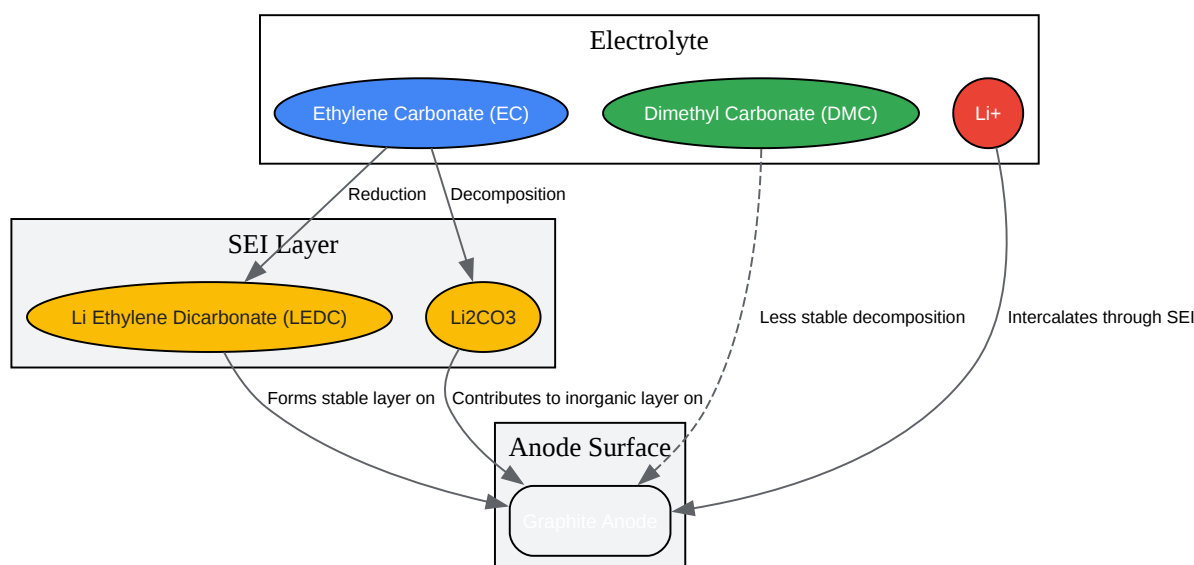 Electrolyte
Ethylene Carbonate (EC)
Dimethyl Carbonate (DMC)
Li+
Reduction
Decomposition
SEI Layer
Li Ethylene Dicarbonate (LEDC)
Li2CO3
Less stable decomposition
Intercalates through SEI
Forms stable layer on
Contributes to inorganic layer on
Anode Surface
Graphite Anode